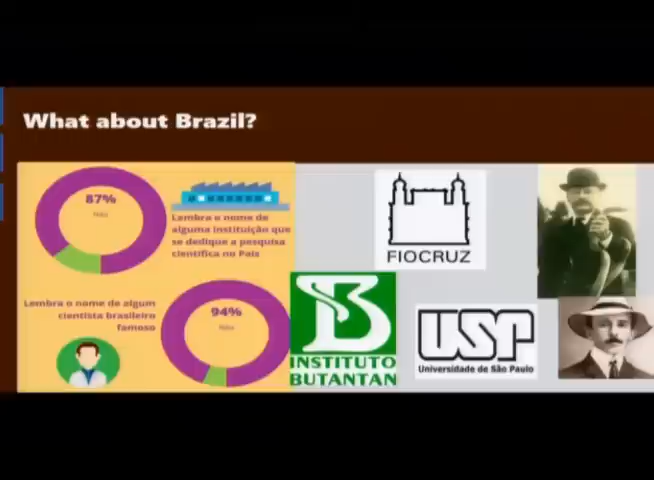 What about Brazil?
87%
Não
Lembra o nome de
alguma instituição que
se dedique a pesquisa
científica no País
FIOCRUZ
Lembra o nome de algum
cientista brasileiro
famoso
94%
Não
INSTITUTO
BUTANTAN
USP
Universidade de São Paulo